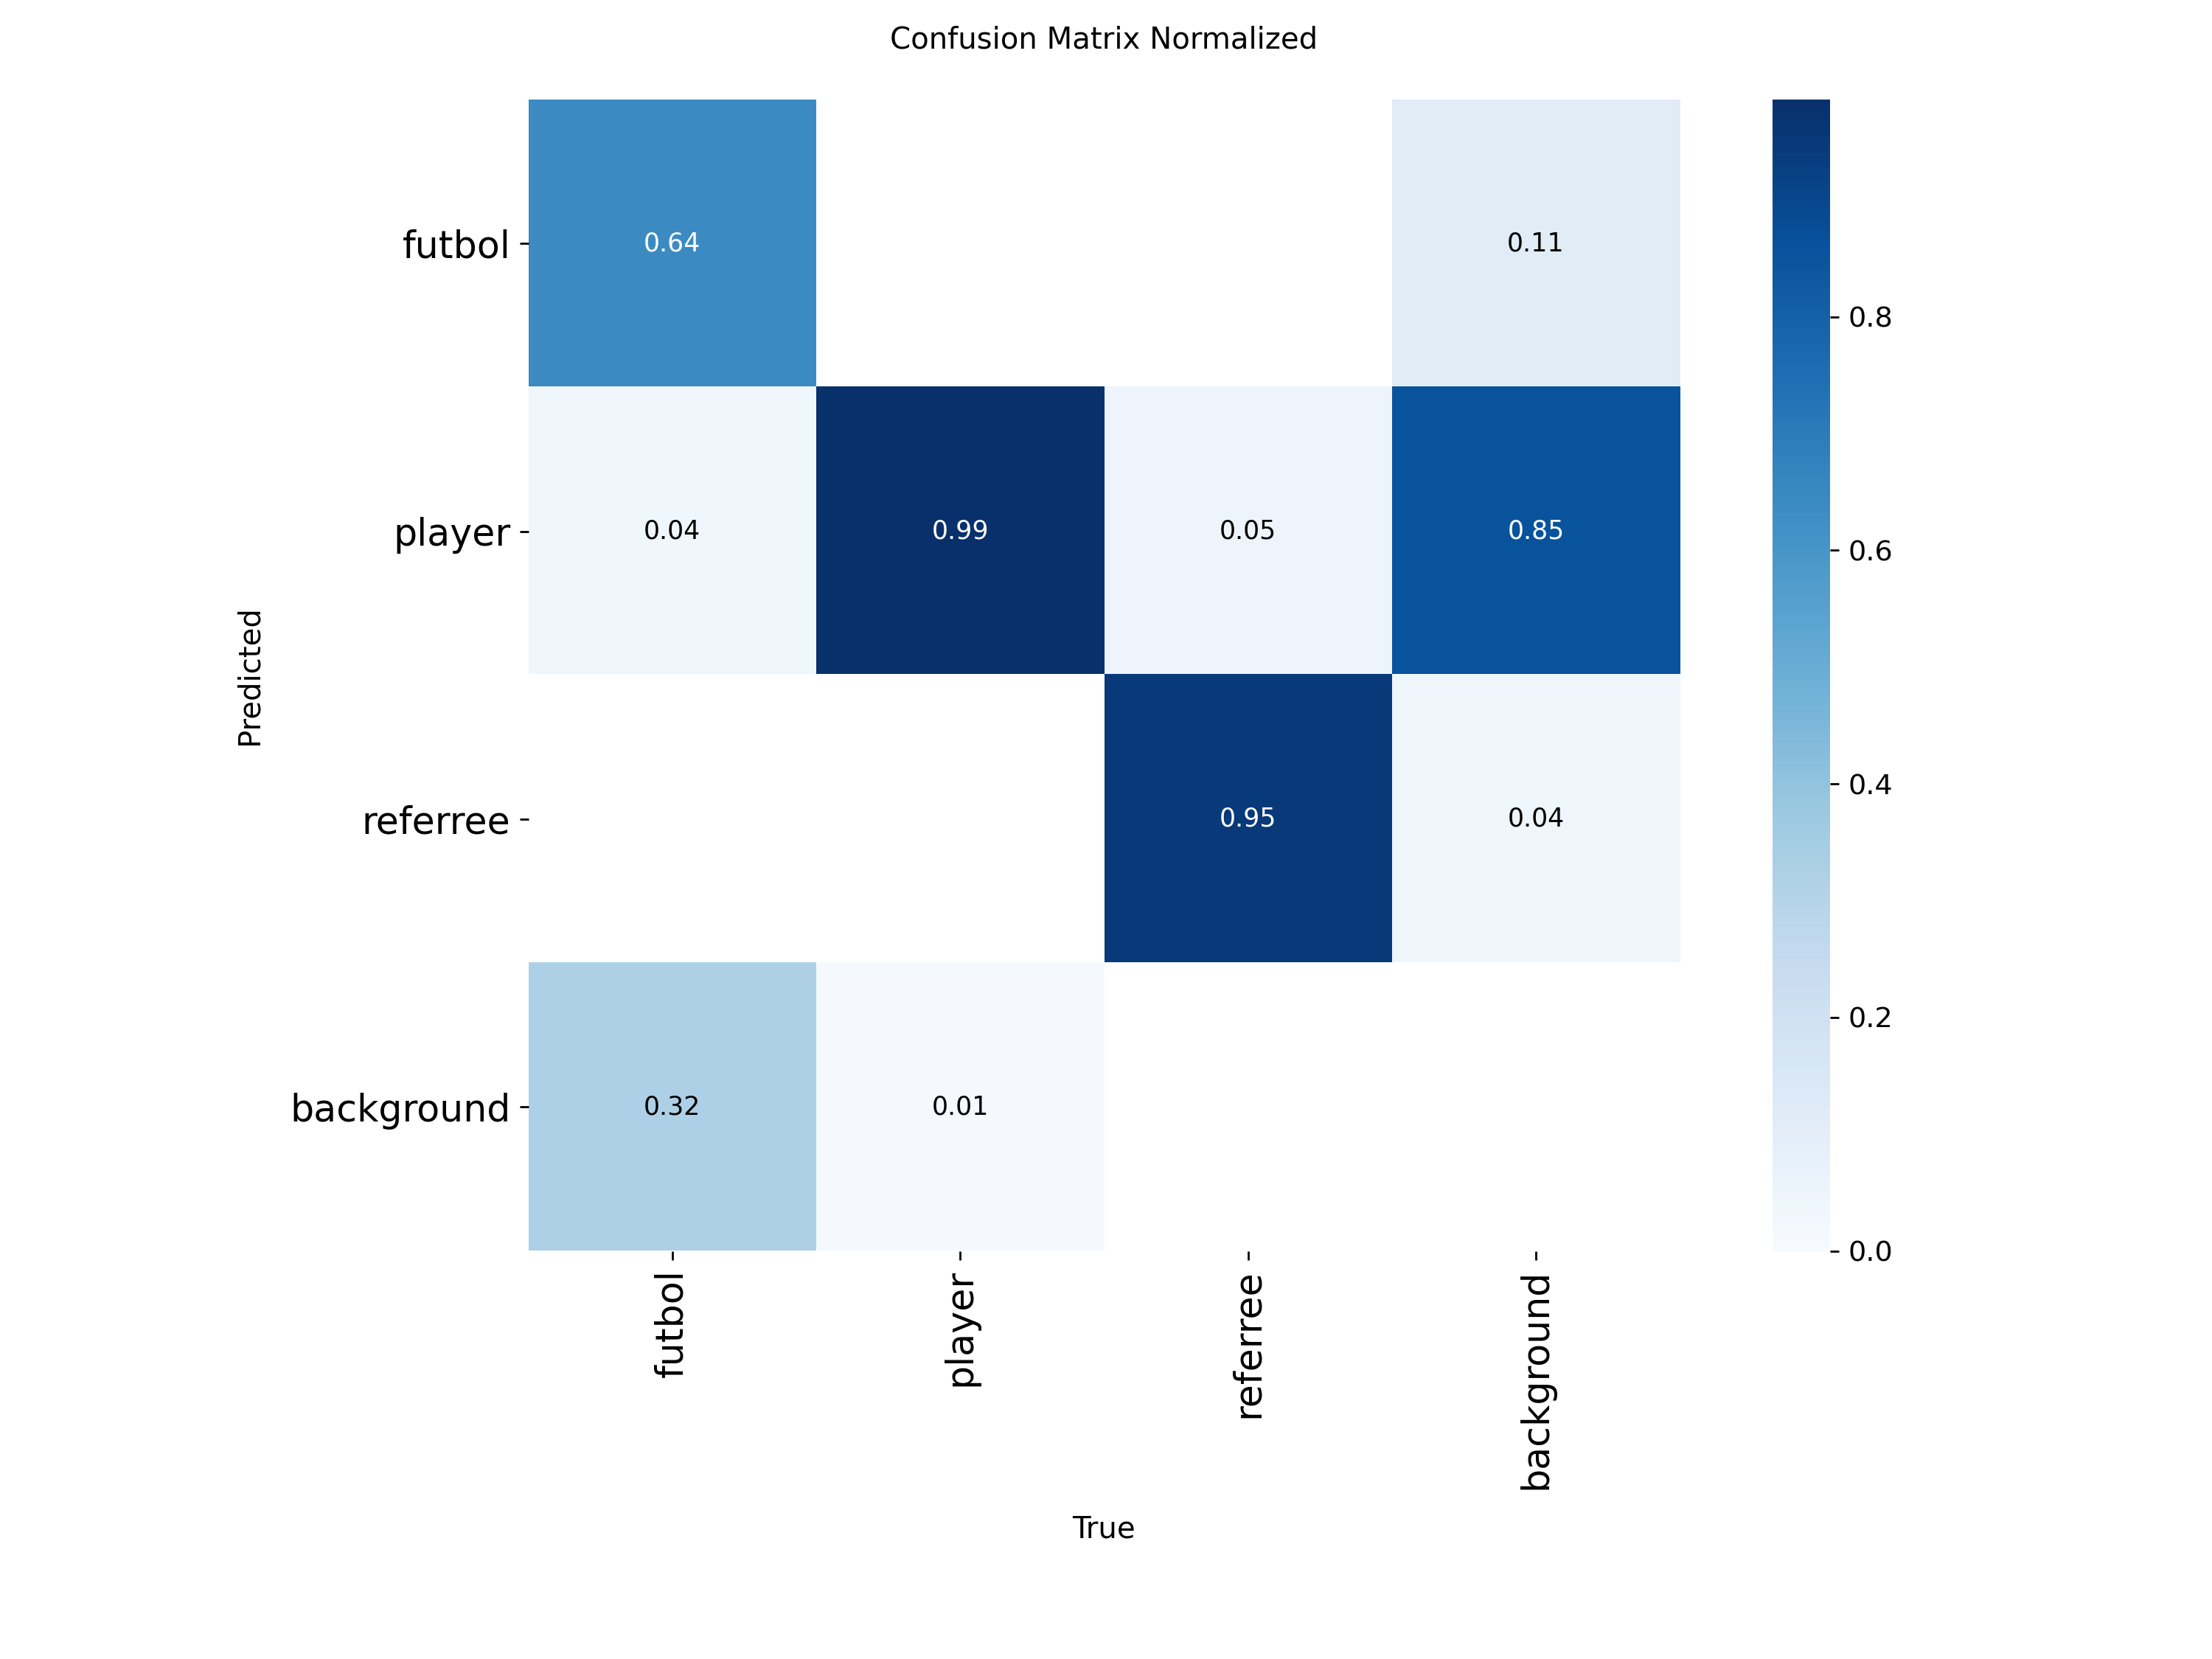 Confusion Matrix Normalized
futbol
0.64
0.11
0.8
player
0.04
0.99
0.05
0.85
0.6
Predicted
referree
0.95
0.04
0.4
background
0.32
0.01
0.2
0.0
futbol
player
referree
background
True